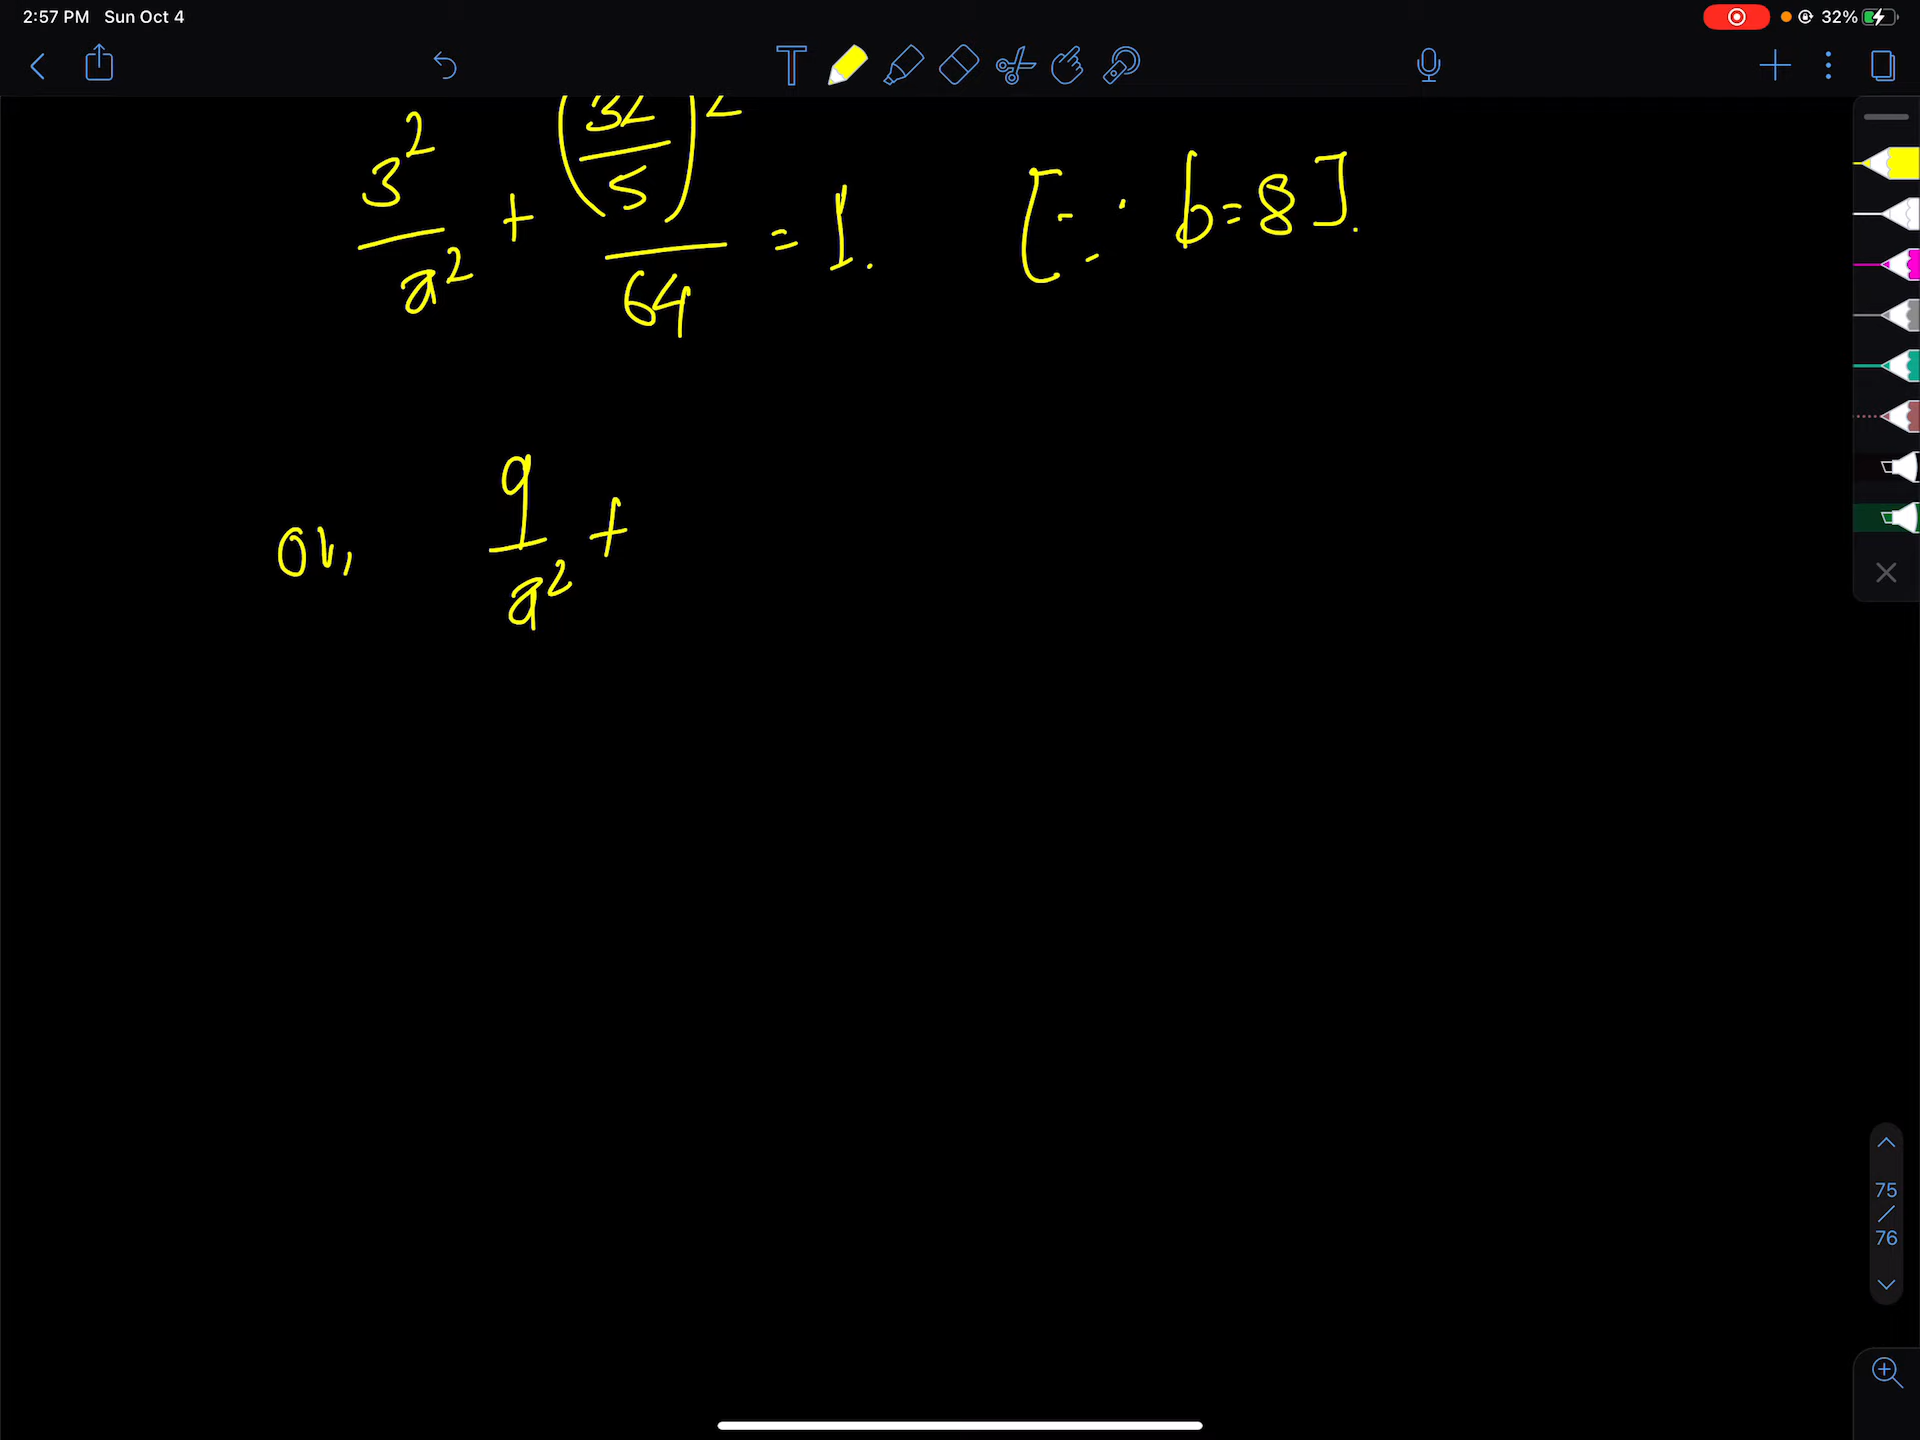 2:57 PM Sun Oct 4
32%
3²/a² + (32/5)²/64 = 1. [∵ b=8].
or, 9/a² +
75
/
76